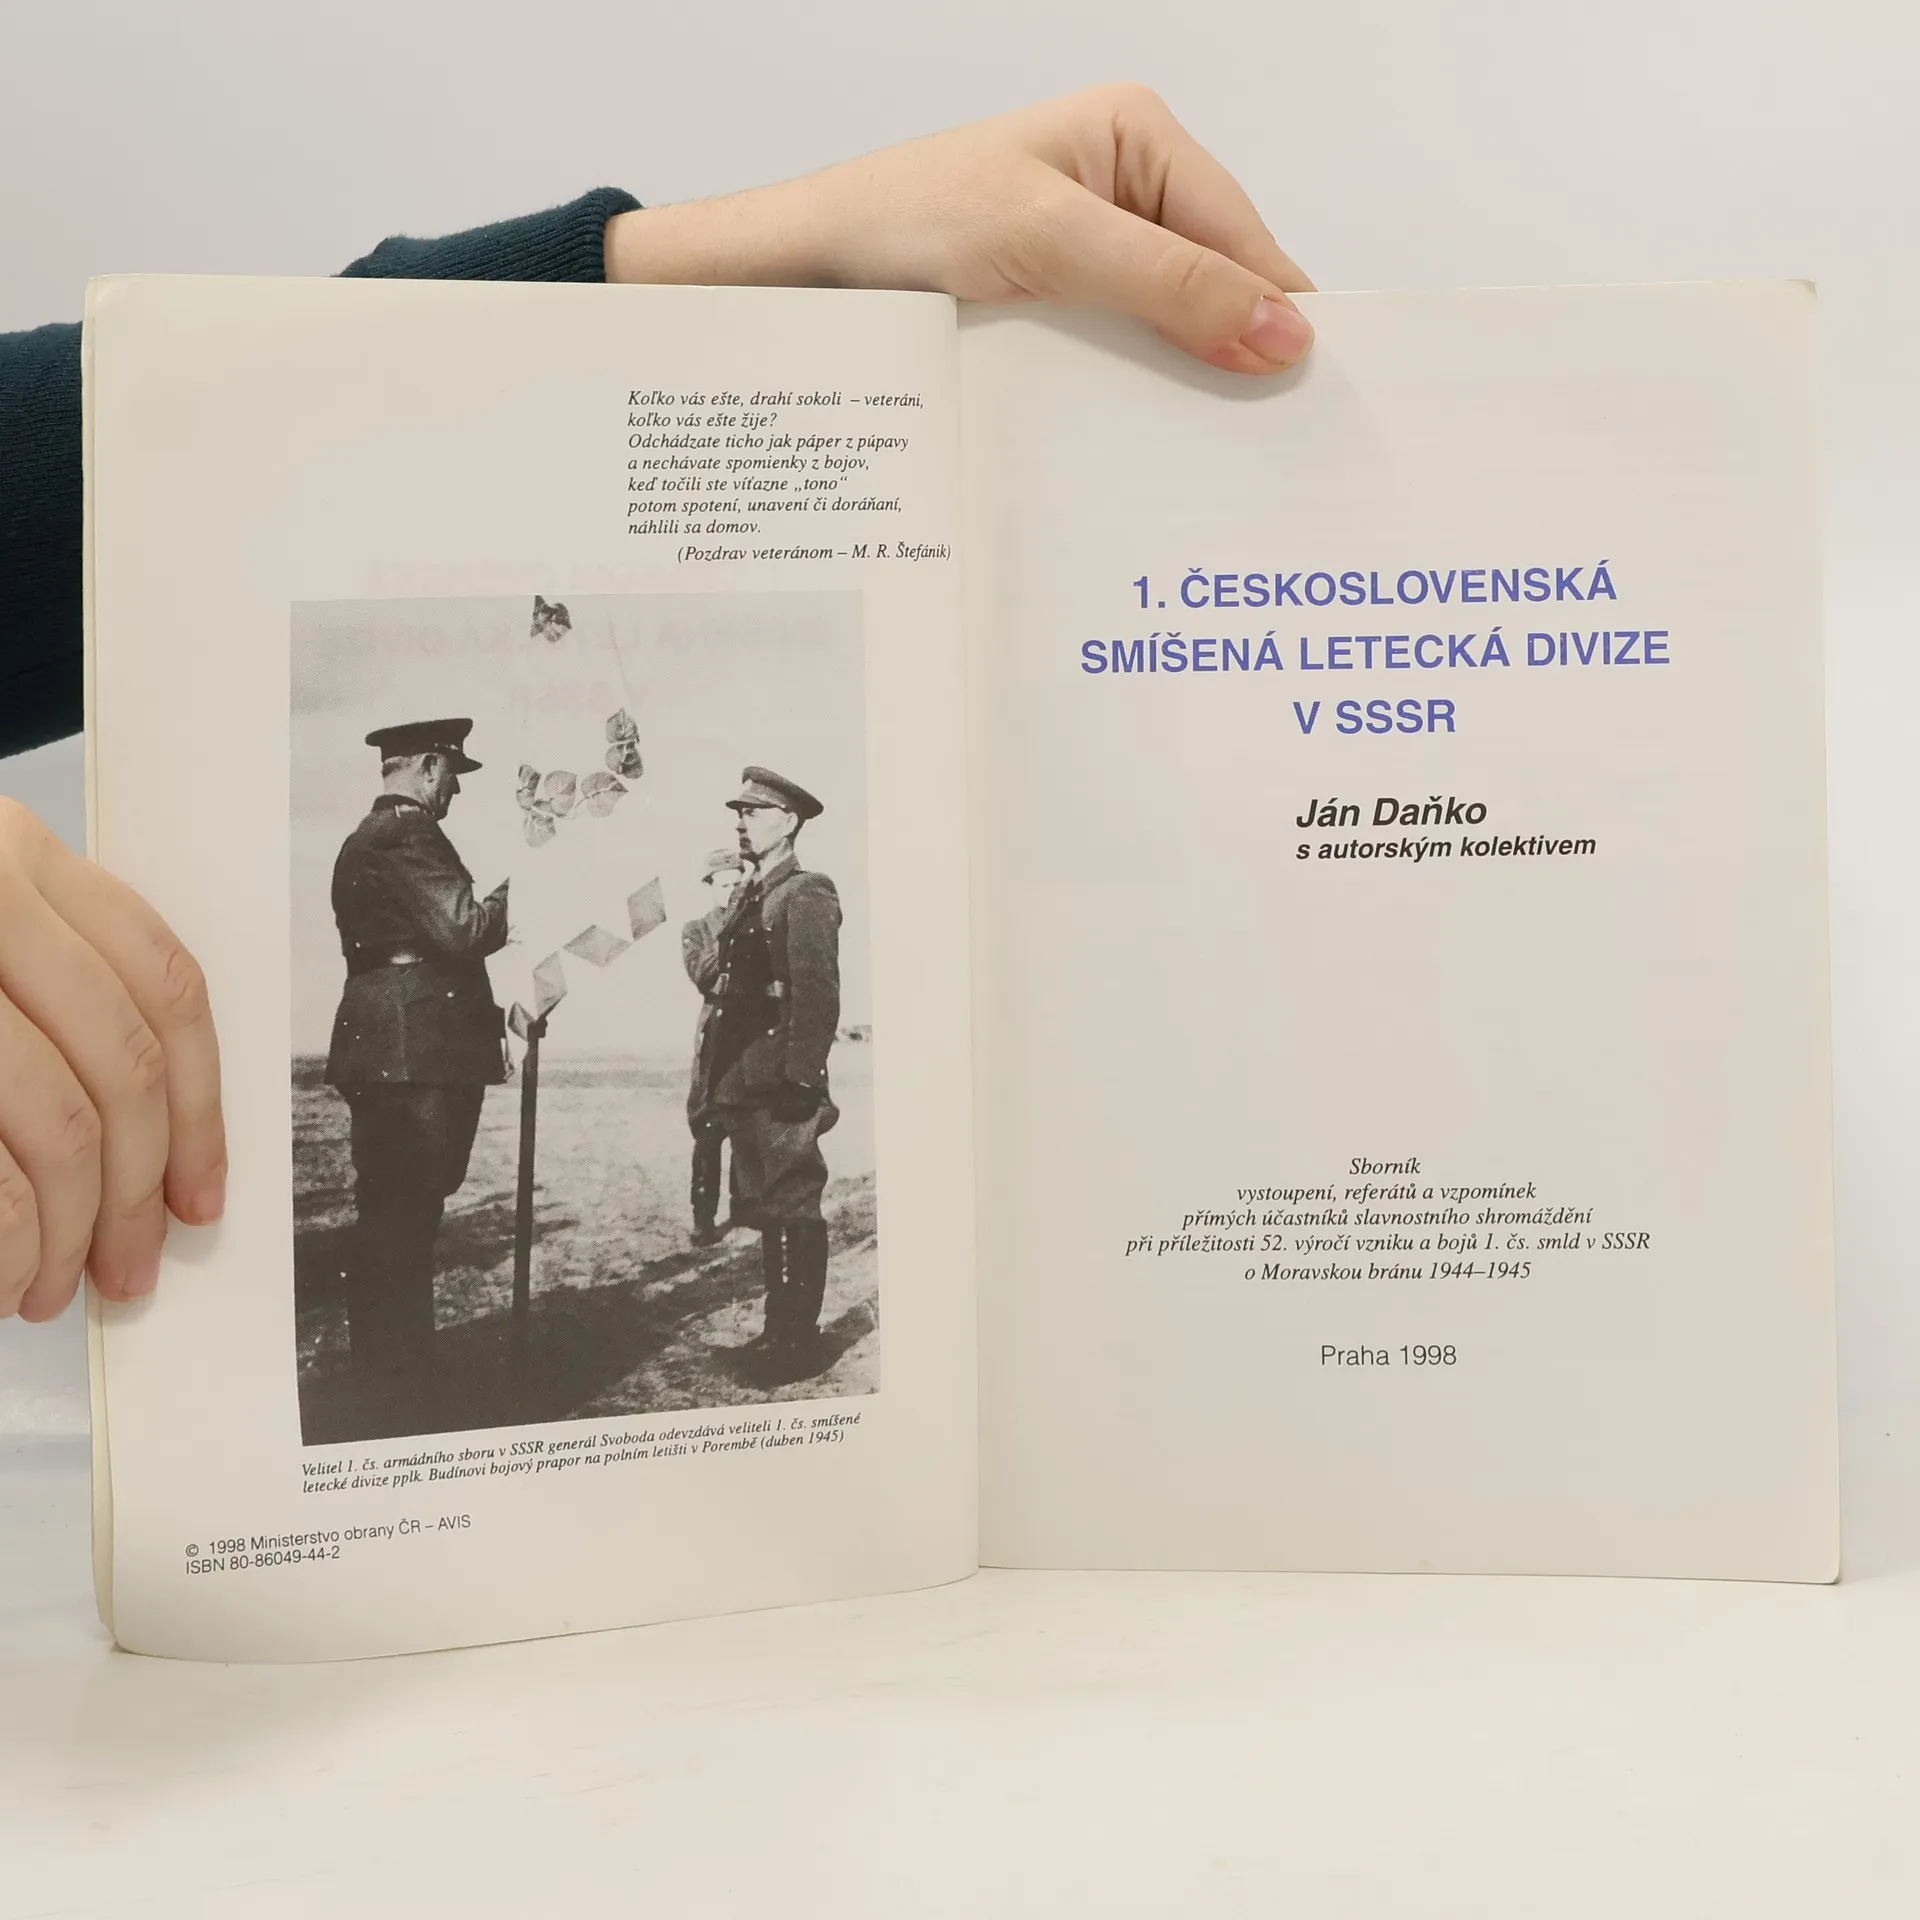 Koľko vás ešte, drahí sokoli – veteráni,
koľko vás ešte žije?
Odchádzate ticho jak páper z púpavy
a nechávate spomienky z bojov,
keď točili ste víťazne „tono“
potom spotení, unavení či doráňaní,
náhlili sa domov.
(Pozdrav veteránom – M. R. Štefánik)
Velitel 1. čs. armádního sboru v SSSR generál Svoboda odevzdává veliteli 1. čs. smíšené
letecké divize pplk. Budínovi bojový prapor na polním letišti v Porembě (duben 1945)
© 1998 Ministerstvo obrany ČR – AVIS
ISBN 80-86049-44-2
1. ČESKOSLOVENSKÁ
SMÍŠENÁ LETECKÁ DIVIZE
V SSSR
Ján Daňko
s autorským kolektivem
Sborník
vystoupení, referátů a vzpomínek
přímých účastníků slavnostního shromáždění
při příležitosti 52. výročí vzniku a bojů 1. čs. smld v SSSR
o Moravskou bránu 1944–1945
Praha 1998